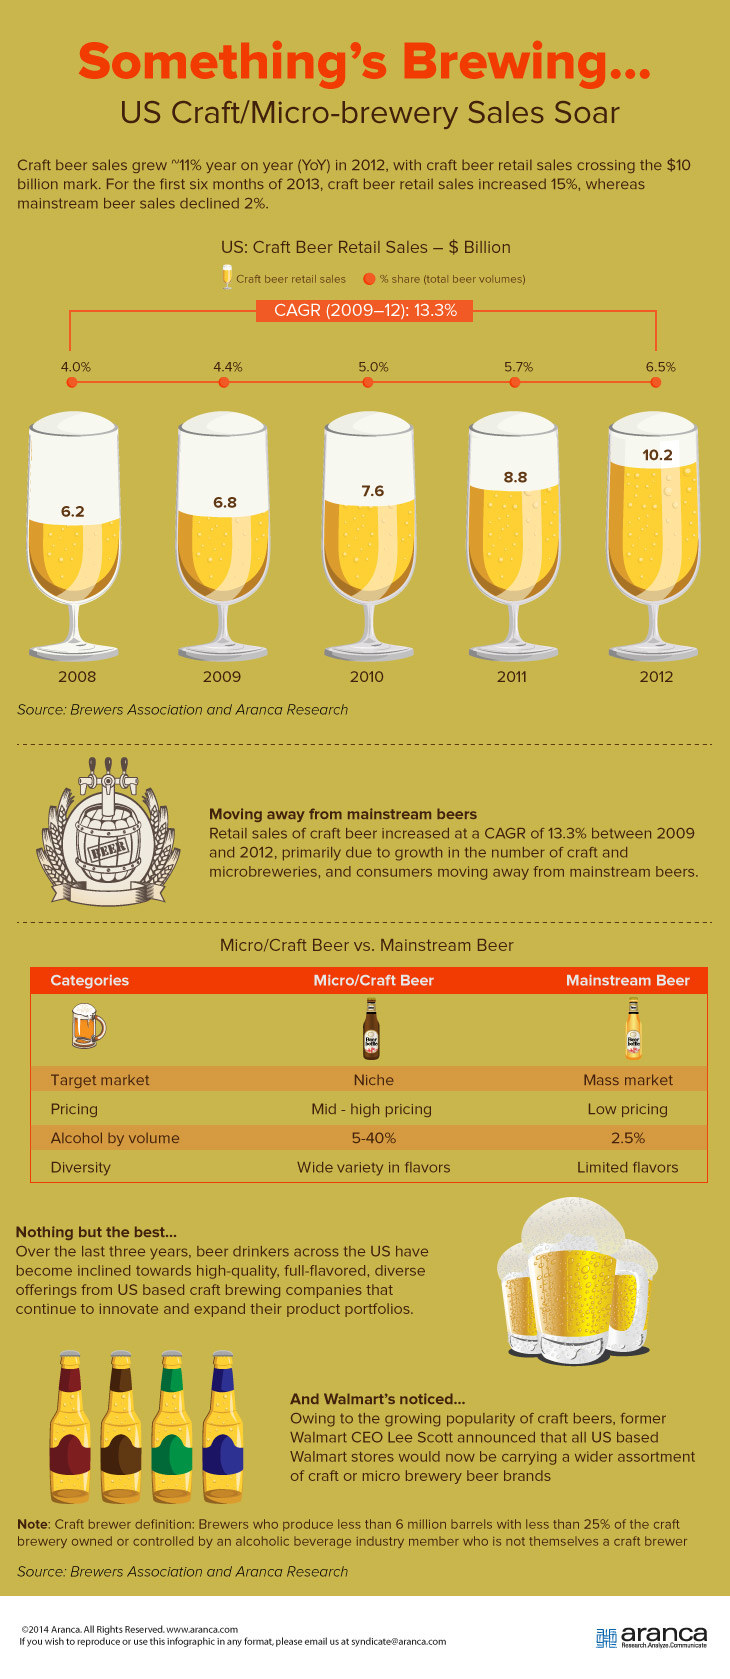 Something's Brewing...
US Craft/Micro-brewery Sales Soar
Craft beer sales grew ~11% year on year (YoY) in 2012, with craft beer retail sales crossing the $10
billion mark. For the first six months of 2013, craft beer retail sales increased 15%, whereas
mainstream beer sales declined 2%.
US: Craft Beer Retail Sales – $ Billion
Craft beer retail sales % share (total beer volumes)
CAGR (2009–12): 13.3%
4.0% 4.4% 5.0% 5.7% 6.5%
6.2 6.8 7.6 8.8 10.2
2008 2009 2010 2011 2012
Source: Brewers Association and Aranca Research
BEER
Moving away from mainstream beers
Retail sales of craft beer increased at a CAGR of 13.3% between 2009
and 2012, primarily due to growth in the number of craft and
microbreweries, and consumers moving away from mainstream beers.
Micro/Craft Beer vs. Mainstream Beer
Categories Micro/Craft Beer Mainstream Beer
Beer bottle Beer bottle
Target market Niche Mass market
Pricing Mid - high pricing Low pricing
Alcohol by volume 5-40% 2.5%
Diversity Wide variety in flavors Limited flavors
Nothing but the best...
Over the last three years, beer drinkers across the US have
become inclined towards high-quality, full-flavored, diverse
offerings from US based craft brewing companies that
continue to innovate and expand their product portfolios.
And Walmart's noticed...
Owing to the growing popularity of craft beers, former
Walmart CEO Lee Scott announced that all US based
Walmart stores would now be carrying a wider assortment
of craft or micro brewery beer brands
Note: Craft brewer definition: Brewers who produce less than 6 million barrels with less than 25% of the craft
brewery owned or controlled by an alcoholic beverage industry member who is not themselves a craft brewer
Source: Brewers Association and Aranca Research
©2014 Aranca. All Rights Reserved. www.aranca.com
If you wish to reproduce or use this infographic in any format, please email us at syndicate@aranca.com
aranca
Research.Analyze.Communicate